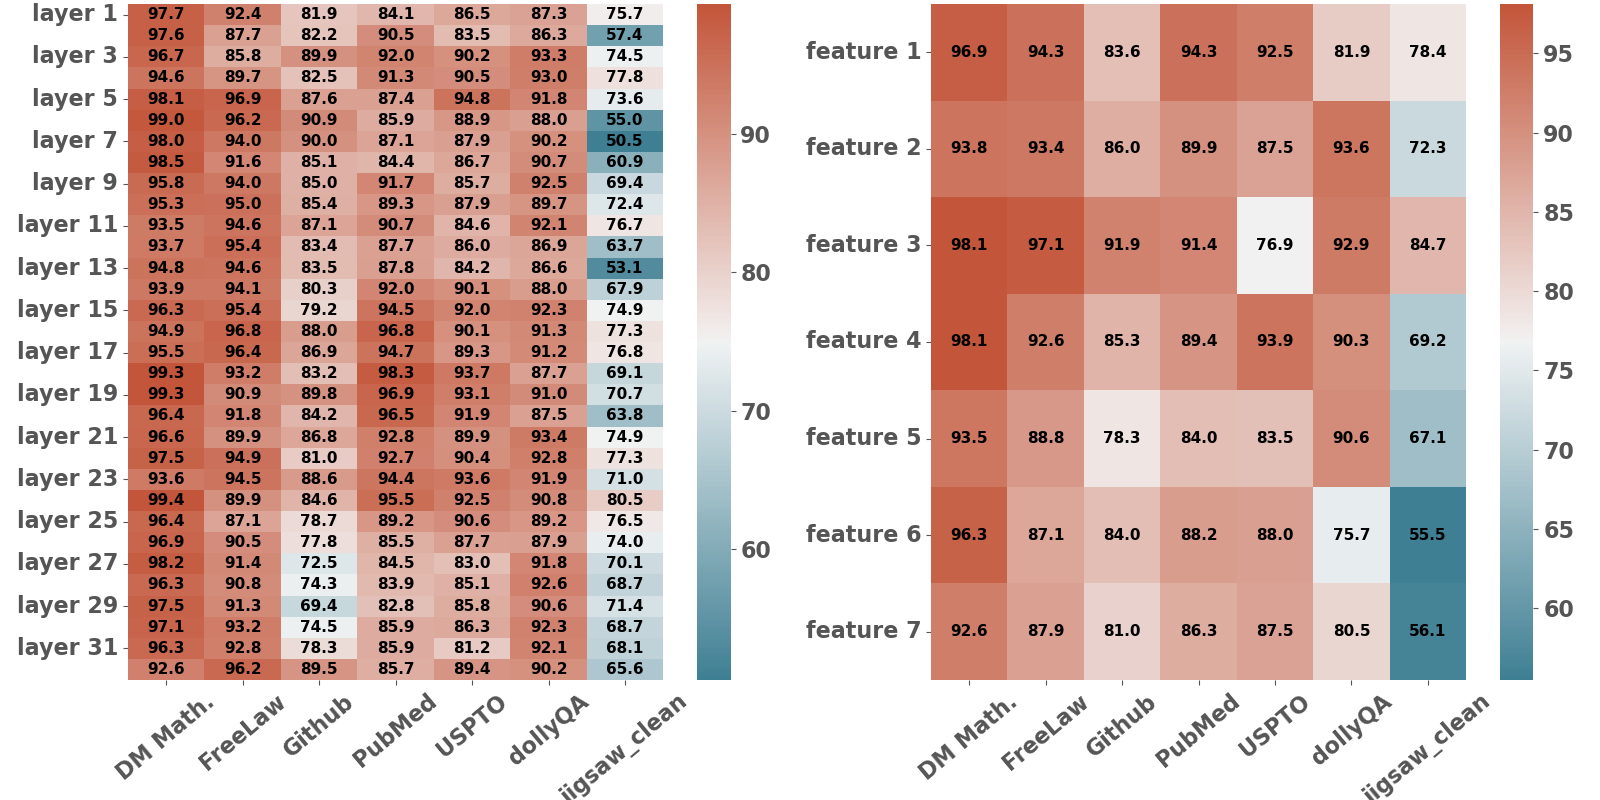 layer 1 97.7 92.4 81.9 84.1 86.5 87.3 75.7
97.6 87.7 82.2 90.5 83.5 86.3 57.4
layer 3 96.7 85.8 89.9 92.0 90.2 93.3 74.5
94.6 89.7 82.5 91.3 90.5 93.0 77.8
layer 5 98.1 96.9 87.6 87.4 94.8 91.8 73.6
99.0 96.2 90.9 85.9 88.9 88.0 55.0
layer 7 98.0 94.0 90.0 87.1 87.9 90.2 50.5
98.5 91.6 85.1 84.4 86.7 90.7 60.9
layer 9 95.8 94.0 85.0 91.7 85.7 92.5 69.4
95.3 95.0 85.4 89.3 87.9 89.7 72.4
layer 11 93.5 94.6 87.1 90.7 84.6 92.1 76.7
93.7 95.4 83.4 87.7 86.0 86.9 63.7
layer 13 94.8 94.6 83.5 87.8 84.2 86.6 53.1
93.9 94.1 80.3 92.0 90.1 88.0 67.9
layer 15 96.3 95.4 79.2 94.5 92.0 92.3 74.9
94.9 96.8 88.0 96.8 90.1 91.3 77.3
layer 17 95.5 96.4 86.9 94.7 89.3 91.2 76.8
99.3 93.2 83.2 98.3 93.7 87.7 69.1
layer 19 99.3 90.9 89.8 96.9 93.1 91.0 70.7
96.4 91.8 84.2 96.5 91.9 87.5 63.8
layer 21 96.6 89.9 86.8 92.8 89.9 93.4 74.9
97.5 94.9 81.0 92.7 90.4 92.8 77.3
layer 23 93.6 94.5 88.6 94.4 93.6 91.9 71.0
99.4 89.9 84.6 95.5 92.5 90.8 80.5
layer 25 96.4 87.1 78.7 89.2 90.6 89.2 76.5
96.9 90.5 77.8 85.5 87.7 87.9 74.0
layer 27 98.2 91.4 72.5 84.5 83.0 91.8 70.1
96.3 90.8 74.3 83.9 85.1 92.6 68.7
layer 29 97.5 91.3 69.4 82.8 85.8 90.6 71.4
97.1 93.2 74.5 85.9 86.3 92.3 68.7
layer 31 96.3 92.8 78.3 85.9 81.2 92.1 68.1
92.6 96.2 89.5 85.7 89.4 90.2 65.6
DM Math. FreeLaw Github PubMed USPTO dollyQA jigsaw_clean
90
80
70
60
feature 1 96.9 94.3 83.6 94.3 92.5 81.9 78.4
feature 2 93.8 93.4 86.0 89.9 87.5 93.6 72.3
feature 3 98.1 97.1 91.9 91.4 76.9 92.9 84.7
feature 4 98.1 92.6 85.3 89.4 93.9 90.3 69.2
feature 5 93.5 88.8 78.3 84.0 83.5 90.6 67.1
feature 6 96.3 87.1 84.0 88.2 88.0 75.7 55.5
feature 7 92.6 87.9 81.0 86.3 87.5 80.5 56.1
DM Math. FreeLaw Github PubMed USPTO dollyQA jigsaw_clean
95
90
85
80
75
70
65
60